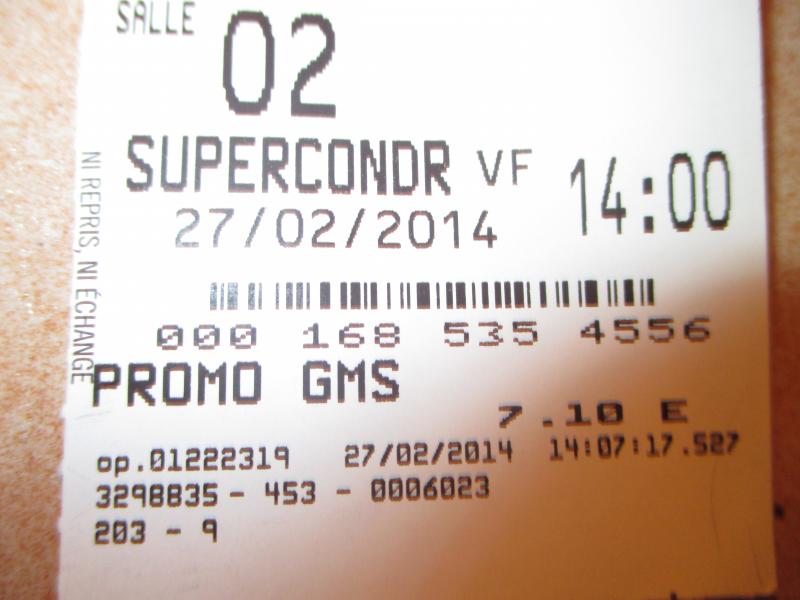 SALLE 02
SUPERCONDR VF 14:00
27/02/2014
NI REPRIS, NI ÉCHANGE
000 168 535 4556
PROMO GMS
7.10 E
op.01222319 27/02/2014 14:07:17.527
3298835 - 453 - 0006023
203 - 9